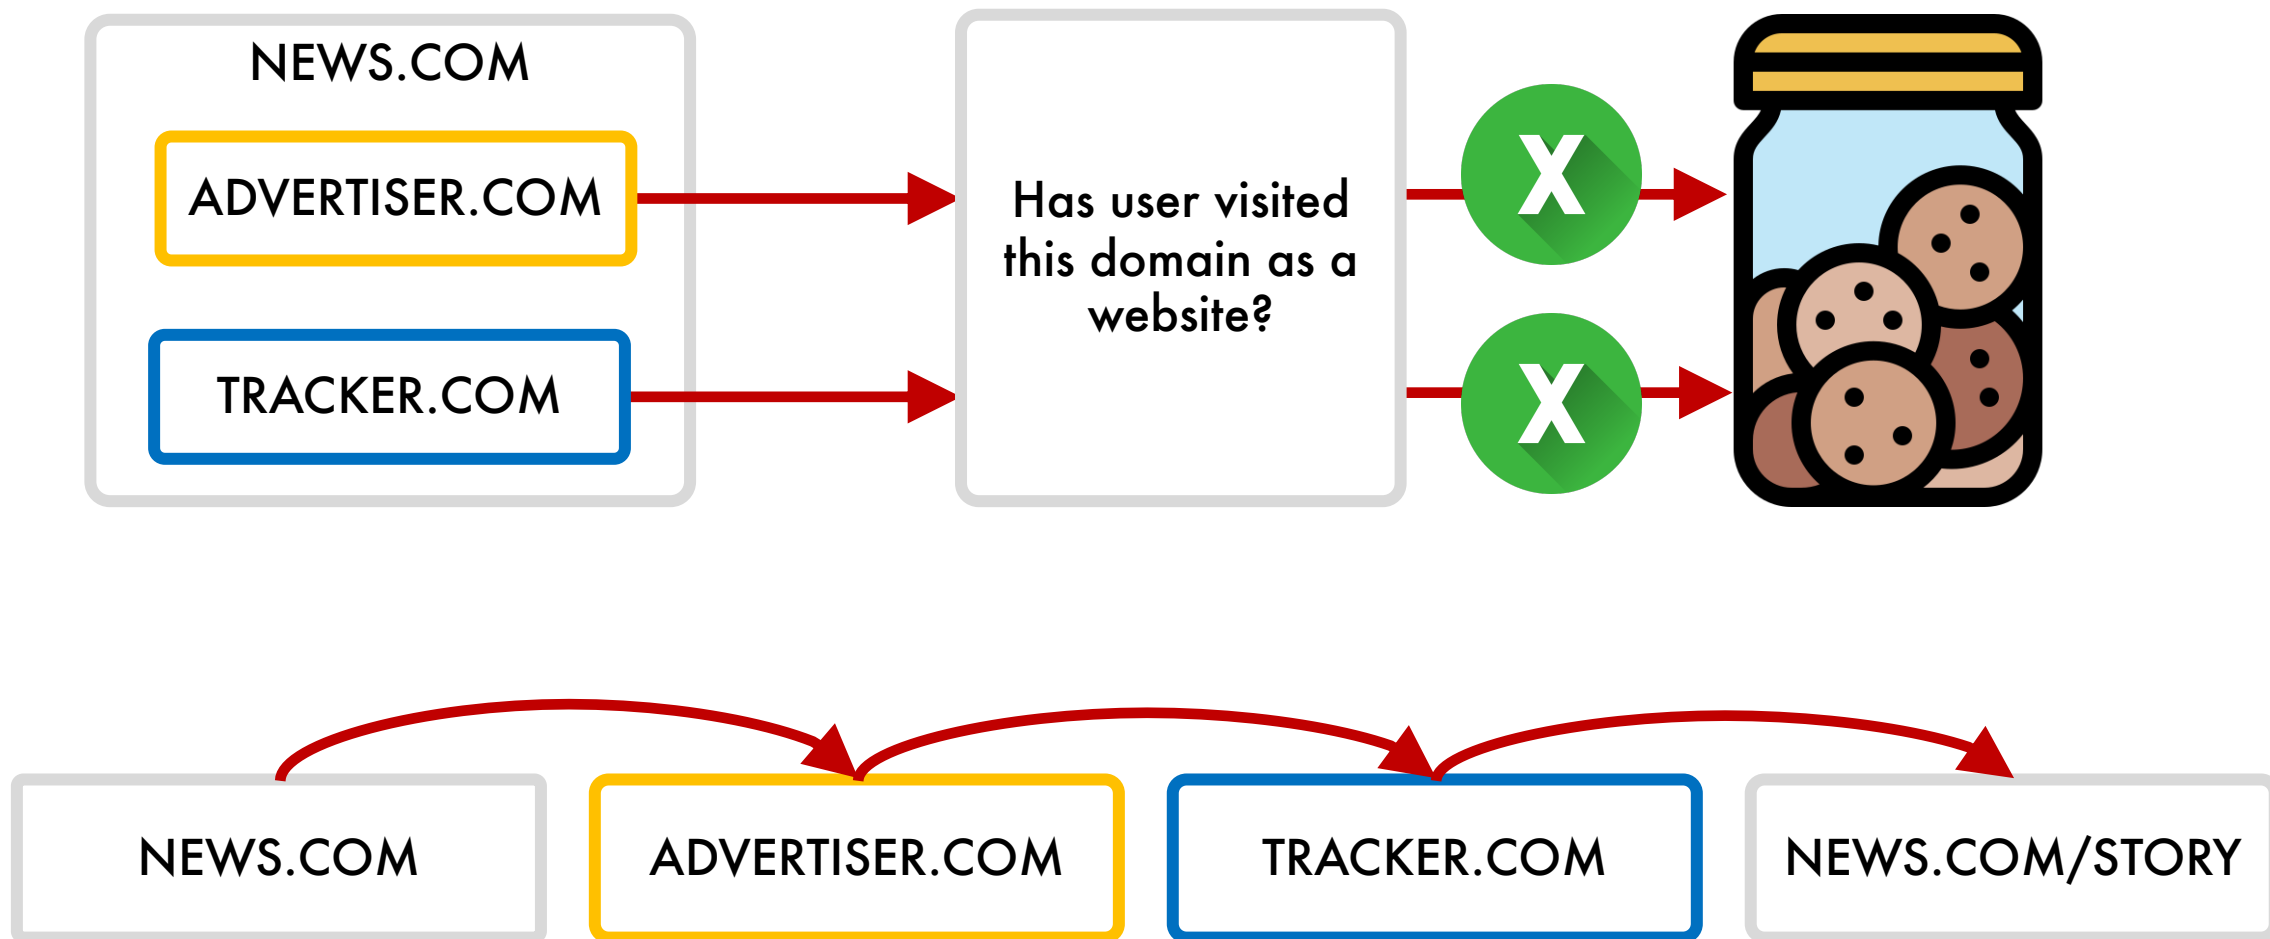 NEWS.COM
ADVERTISER.COM
TRACKER.COM
Has user visited
this domain as a
website?
X
X
NEWS.COM
ADVERTISER.COM
TRACKER.COM
NEWS.COM/STORY